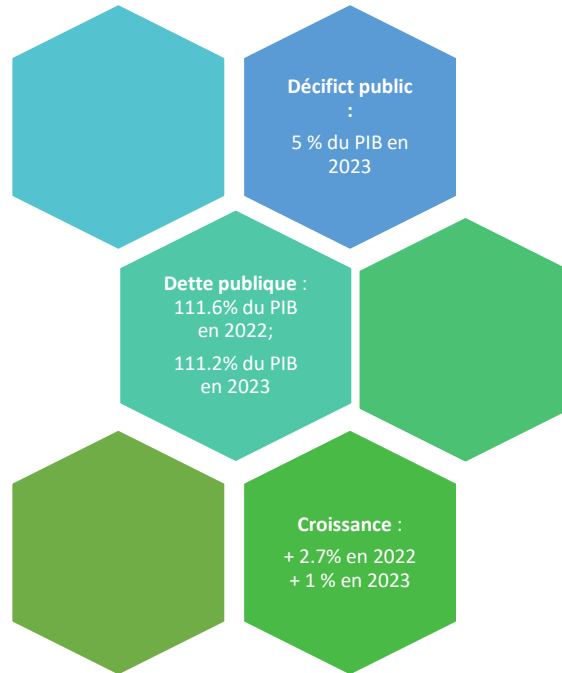 Décifict public
:
5 % du PIB en
2023
Dette publique :
111.6% du PIB
en 2022;
111.2% du PIB
en 2023
Croissance :
+ 2.7% en 2022
+ 1 % en 2023